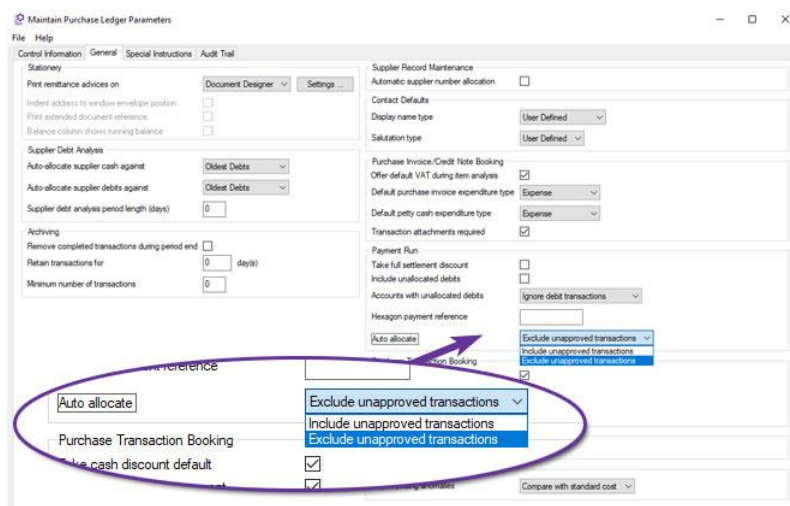 Maintain Purchase Ledger Parameters
File Help
Control Information General Special Instructions Audit Trail
Stationery
Print remittance advices on Document Designer Settings ...
Indent address to window envelope position
Print extended document reference
Balance column shows running balance
Supplier Debt Analysis
Auto-allocate supplier cash against Oldest Debts
Auto-allocate supplier debits against Oldest Debts
Supplier debt analysis period length (days) 0
Archiving
Remove completed transactions during period end
Retain transactions for 0 day(s)
Minimum number of transactions 0
Supplier Record Maintenance
Automatic supplier number allocation
Contact Defaults
Display name type User Defined
Salutation type User Defined
Purchase Invoice/Credit Note Booking
Offer default VAT during item analysis
Default purchase invoice expenditure type Expense
Default petty cash expenditure type Expense
Transaction attachments required
Payment Run
Take full settlement discount
Include unallocated debits
Accounts with unallocated debits Ignore debit transactions
Hexagon payment reference
Auto allocate Exclude unapproved transactions
Include unapproved transactions
Exclude unapproved transactions
Booking
anomalies Compare with standard cost
reference
Auto allocate Exclude unapproved transactions
Include unapproved transactions
Exclude unapproved transactions
Purchase Transaction Booking
Take cash discount default